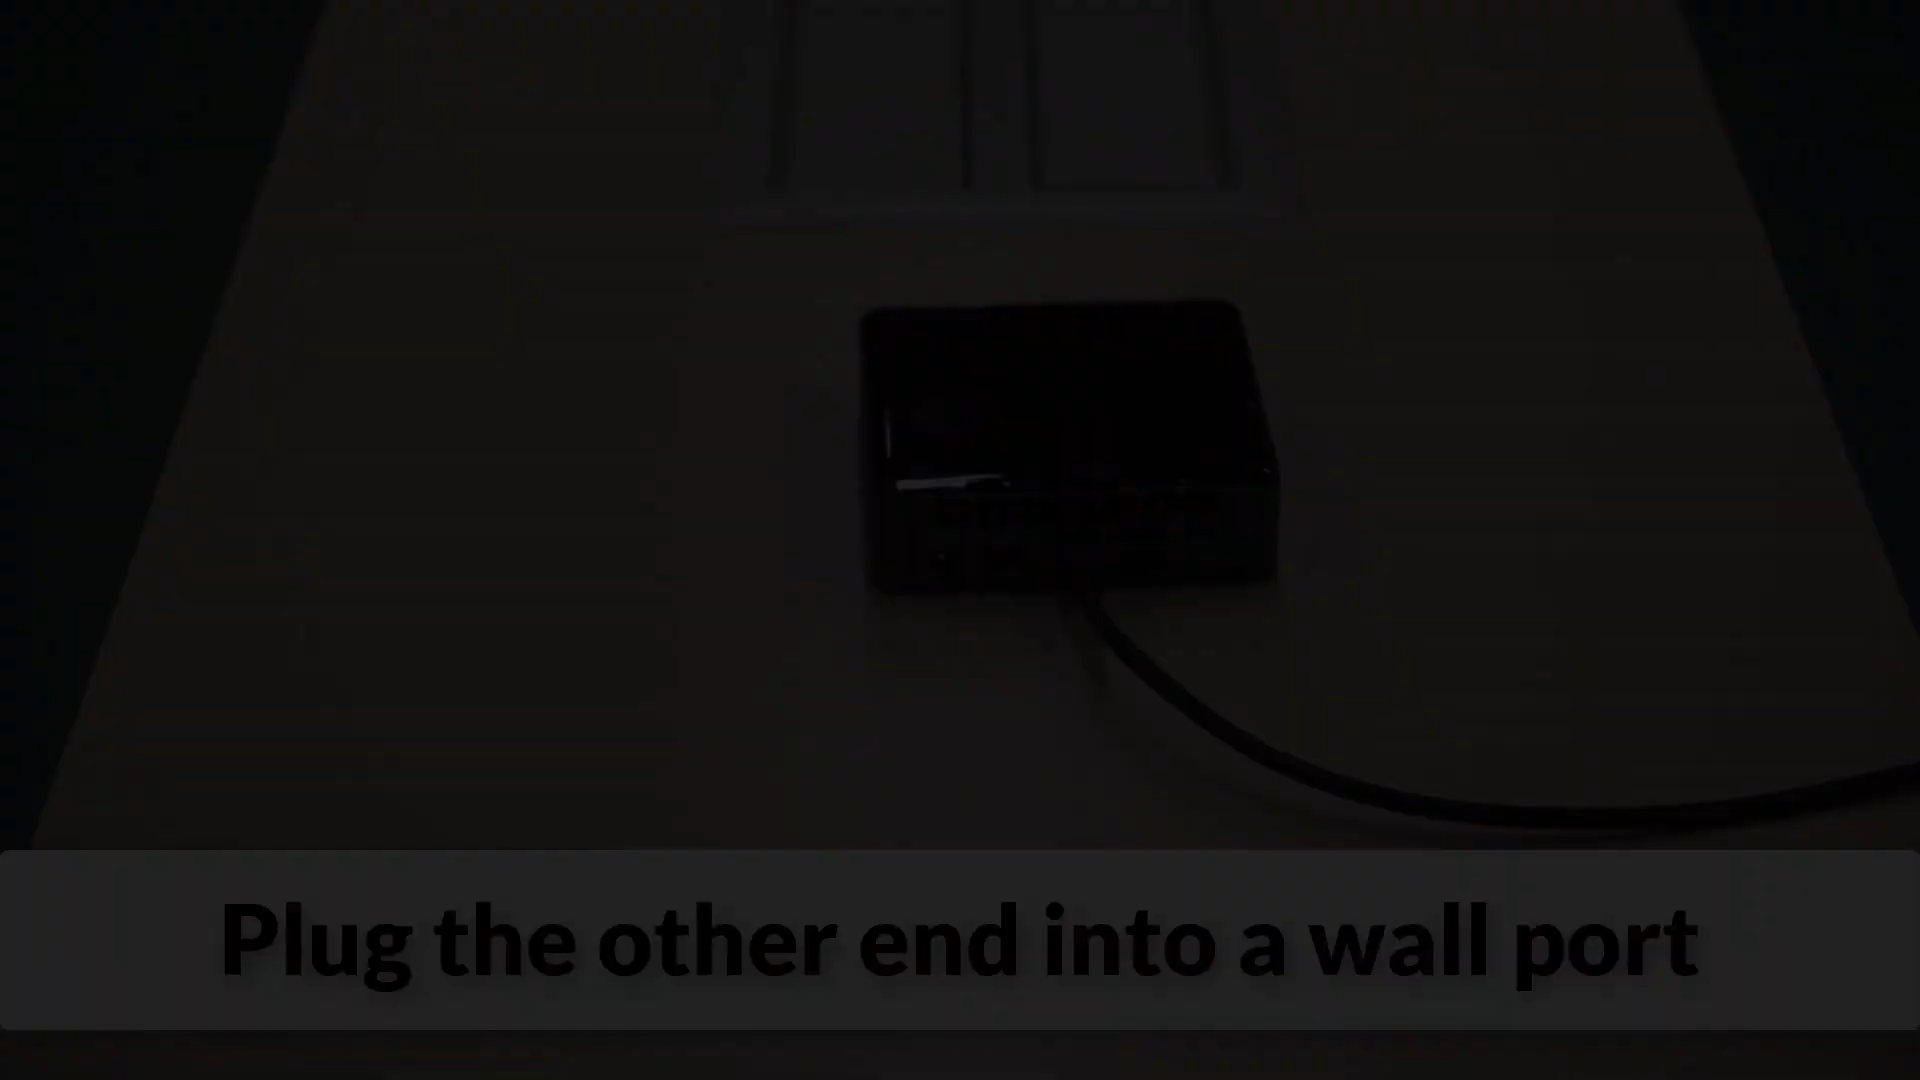 Plug the other end into a wall port